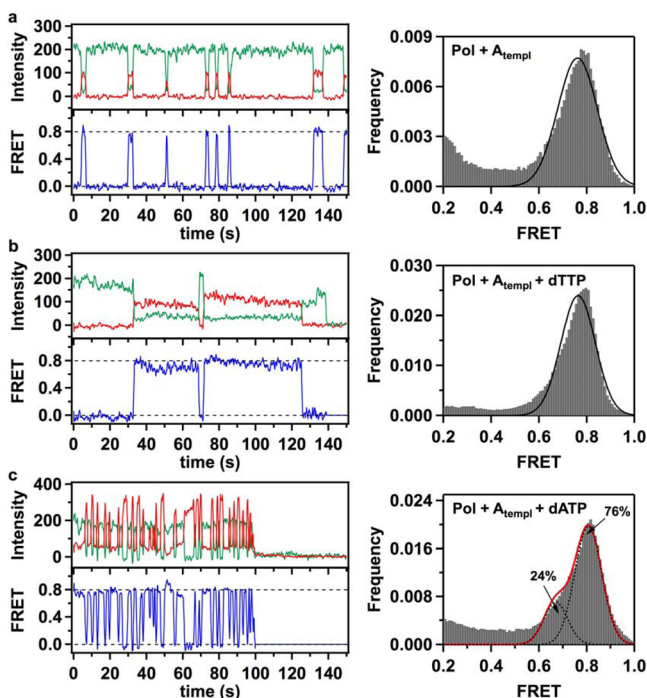 a
Intensity
300
200
100
0
FRET
0.8
0.4
0.0
0 20 40 60 80 100 120 140
time (s)
Frequency
0.009
0.006
0.003
0.000
Pol + Atempl
0.2 0.4 0.6 0.8 1.0
FRET
b
Intensity
300
200
100
0
FRET
1.2
0.8
0.4
0.0
0 20 40 60 80 100 120 140
time (s)
Frequency
0.030
0.020
0.010
0.000
Pol + Atempl + dTTP
0.2 0.4 0.6 0.8 1.0
FRET
c
Intensity
400
200
0
FRET
0.8
0.4
0.0
0 20 40 60 80 100 120 140
time (s)
Frequency
0.024
0.018
0.012
0.006
0.000
Pol + Atempl + dATP
76%
24%
0.2 0.4 0.6 0.8 1.0
FRET